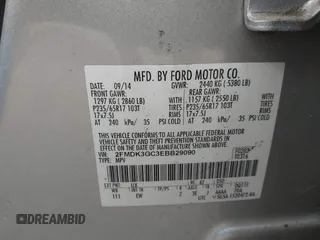 MFD. BY FORD MOTOR CO.
DATE: 09/14 GVWR: 2440 KG ( 5380 LB)
FRONT GAWR: REAR GAWR:
1297 KG ( 2860 LB) 1157 KG ( 2550 LB)
P235/65R17 103T P235/65R17 103T
17x7.5J 17x7.5J
AT 240 kPa/ 35 PSI COLD AT 240 kPa/ 35 PSI COLD
THIS VEHICLE CONFORMS TO ALL APPLICABLE FEDERAL MOTOR
VEHICLE SAFETY AND THEFT PREVENTION STANDARDS IN EFFECT
ON THE DATE OF MANUFACTURE SHOWN ABOVE.
VIN: 2FMDK3GC3EBB29090
TYPE: MPV
DREAMBID